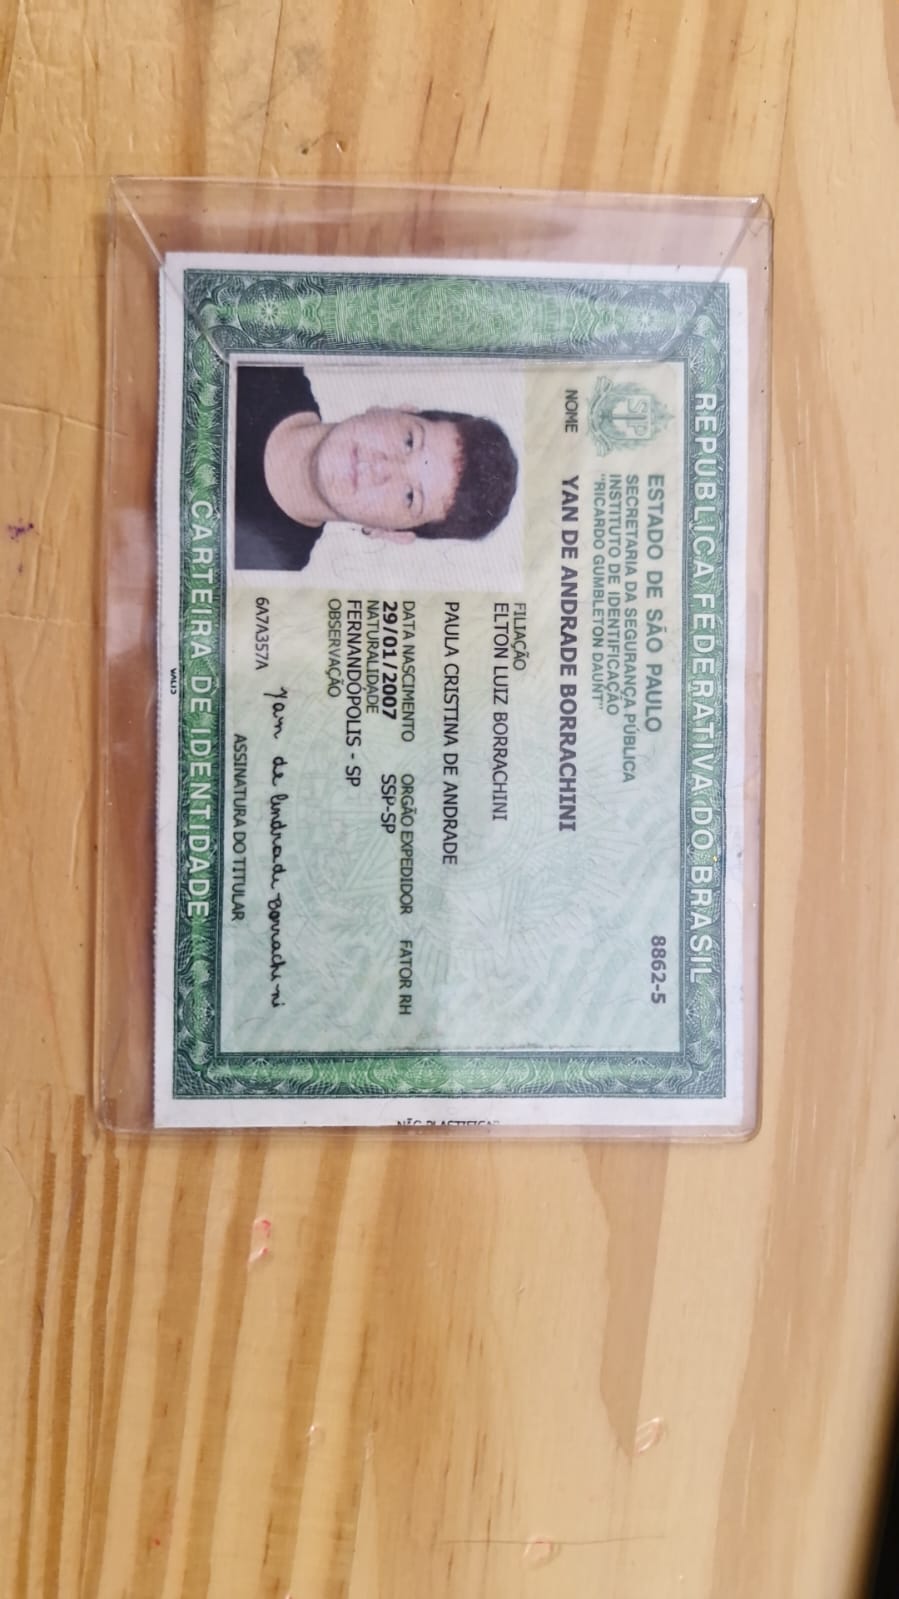 REPÚBLICA FEDERATIVA DO BRASIL
8862-5
ESTADO DE SÃO PAULO
SECRETARIA DA SEGURANÇA PÚBLICA
INSTITUTO DE IDENTIFICAÇÃO
"RICARDO GUMBLETON DAUNT"
NOME YAN DE ANDRADE BORRACHINI
FILIAÇÃO
ELTON LUIZ BORRACHINI
PAULA CRISTINA DE ANDRADE
DATA NASCIMENTO ORGÃO EXPEDIDOR FATOR RH
29/01/2007 SSP-SP
NATURALIDADE
FERNANDÓPOLIS - SP
OBSERVAÇÃO
Yan de Andrade Borrachini
6A7A357A
ASSINATURA DO TITULAR
CARTEIRA DE IDENTIDADE
VALID